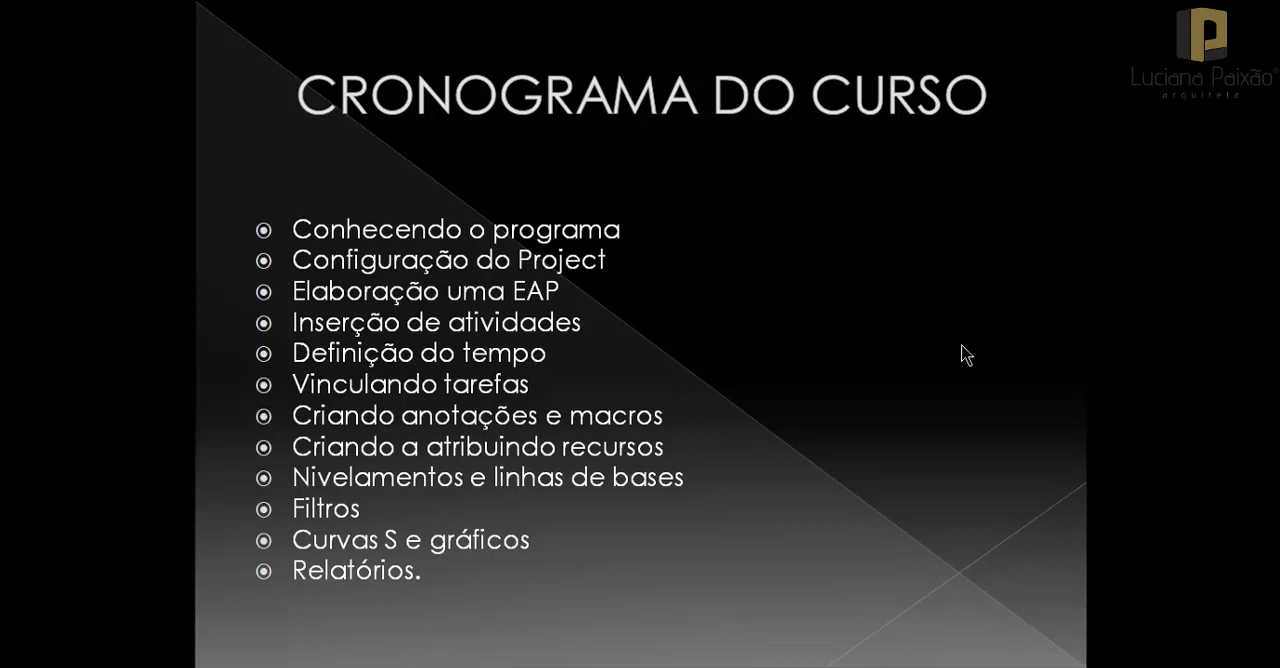 CRONOGRAMA DO CURSO
Luciana Paixão
arquiteta
Conhecendo o programa
Configuração do Project
Elaboração uma EAP
Inserção de atividades
Definição do tempo
Vinculando tarefas
Criando anotações e macros
Criando a atribuindo recursos
Nivelamentos e linhas de bases
Filtros
Curvas S e gráficos
Relatórios.